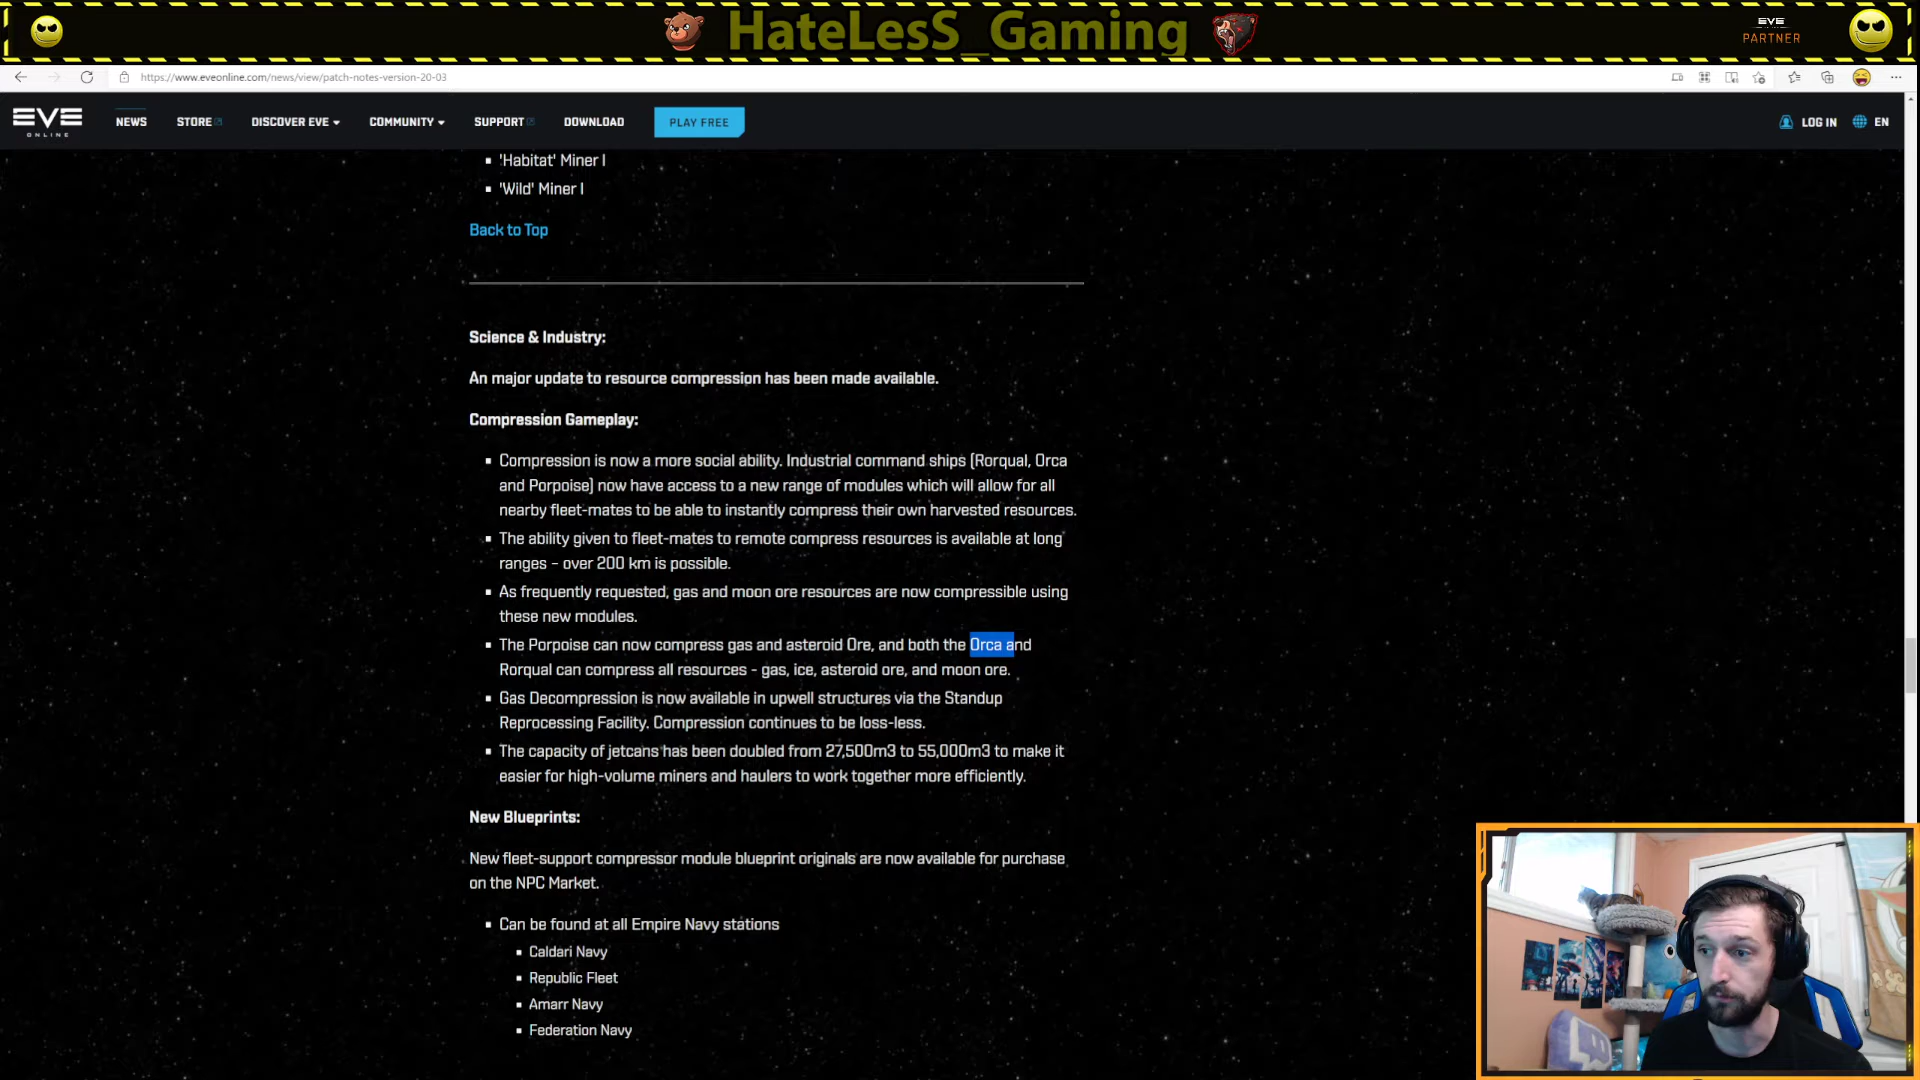 HateLesS_Gaming
EVE
PARTNER
https://www.eveonline.com/news/view/patch-notes-version-20-03
EVE
ONLINE
NEWS
STORE
DISCOVER EVE
COMMUNITY
SUPPORT
DOWNLOAD
PLAY FREE
LOG IN
EN
'Habitat' Miner I
'Wild' Miner I
Back to Top
Science & Industry:
An major update to resource compression has been made available.
Compression Gameplay:
Compression is now a more social ability. Industrial command ships (Rorqual, Orca
and Porpoise) now have access to a new range of modules which will allow for all
nearby fleet-mates to be able to instantly compress their own harvested resources.
The ability given to fleet-mates to remote compress resources is available at long
ranges - over 200 km is possible.
As frequently requested, gas and moon ore resources are now compressible using
these new modules.
The Porpoise can now compress gas and asteroid Ore, and both the Orca and
Rorqual can compress all resources - gas, ice, asteroid ore, and moon ore.
Gas Decompression is now available in upwell structures via the Standup
Reprocessing Facility. Compression continues to be loss-less.
The capacity of jetcans has been doubled from 27,500m3 to 55,000m3 to make it
easier for high-volume miners and haulers to work together more efficiently.
New Blueprints:
New fleet-support compressor module blueprint originals are now available for purchase
on the NPC Market.
Can be found at all Empire Navy stations
Caldari Navy
Republic Fleet
Amarr Navy
Federation Navy